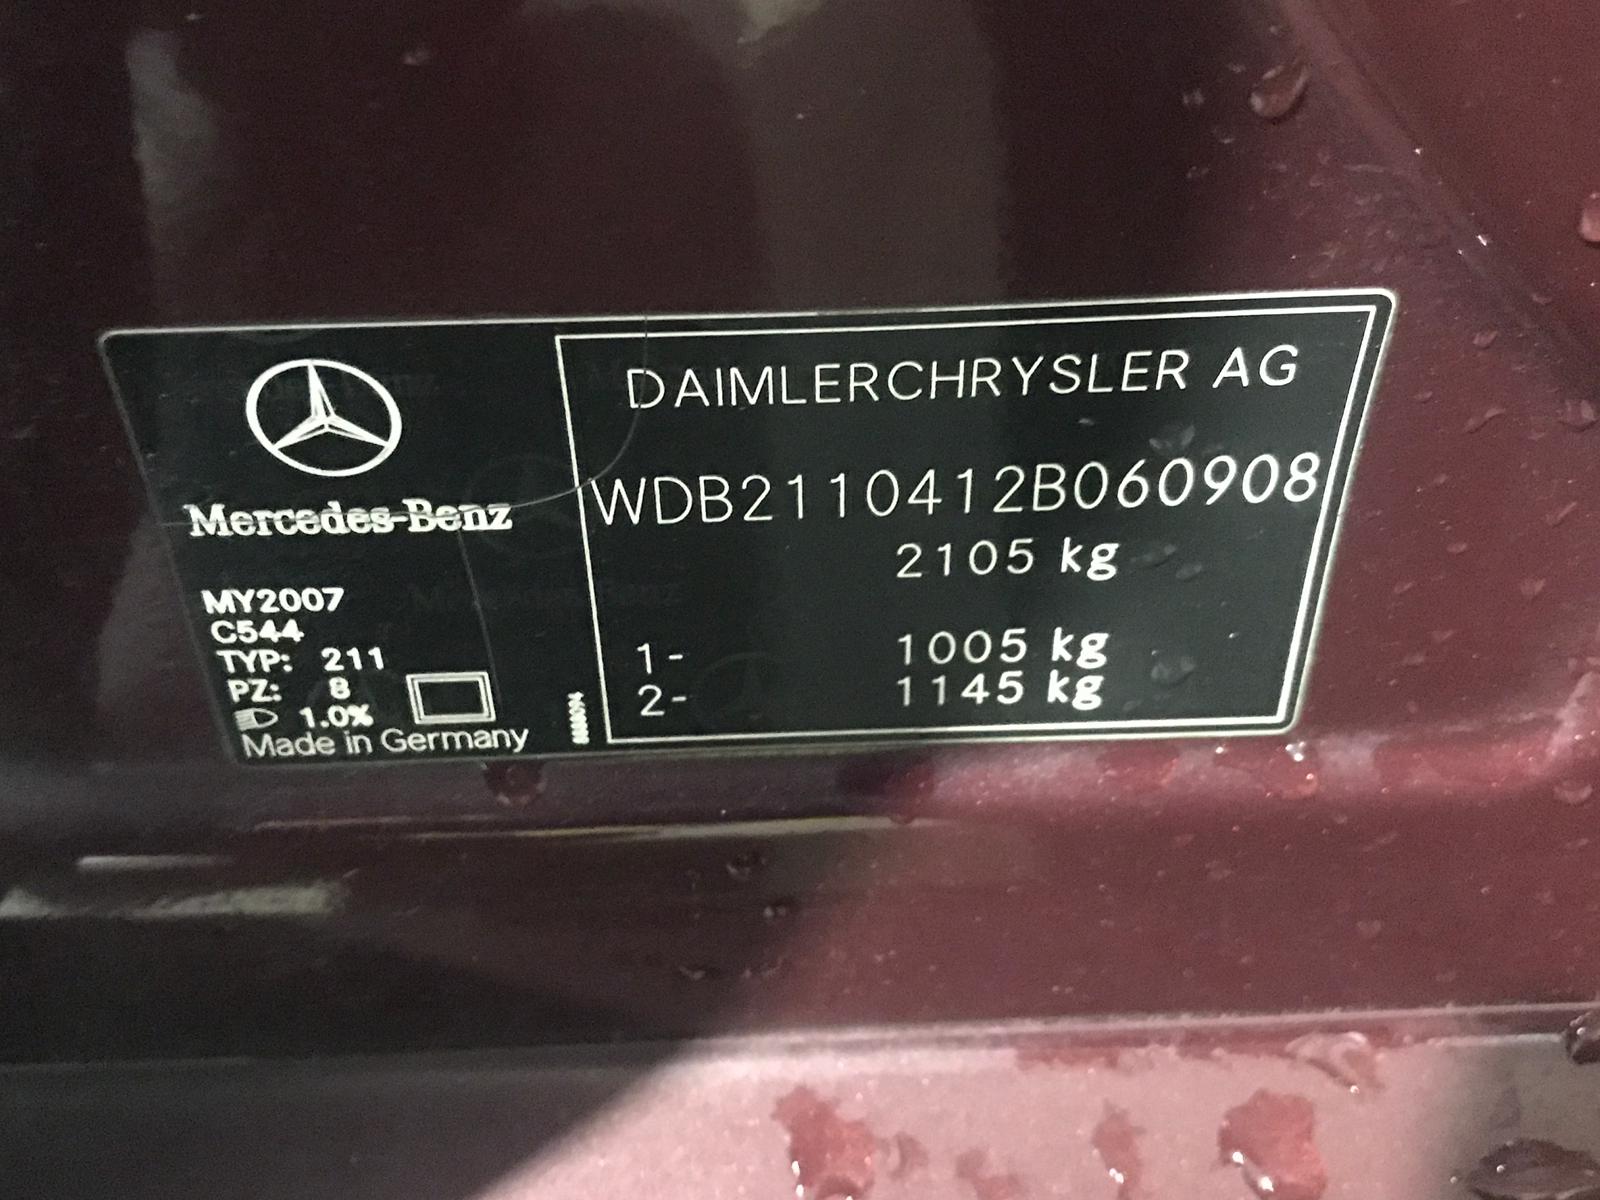 Mercedes-Benz
MY2007
C544
TYP: 211
PZ: 8
1.0%
Made in Germany
DAIMLERCHRYSLER AG
WDB2110412B060908
2105 kg
1- 1005 kg
2- 1145 kg